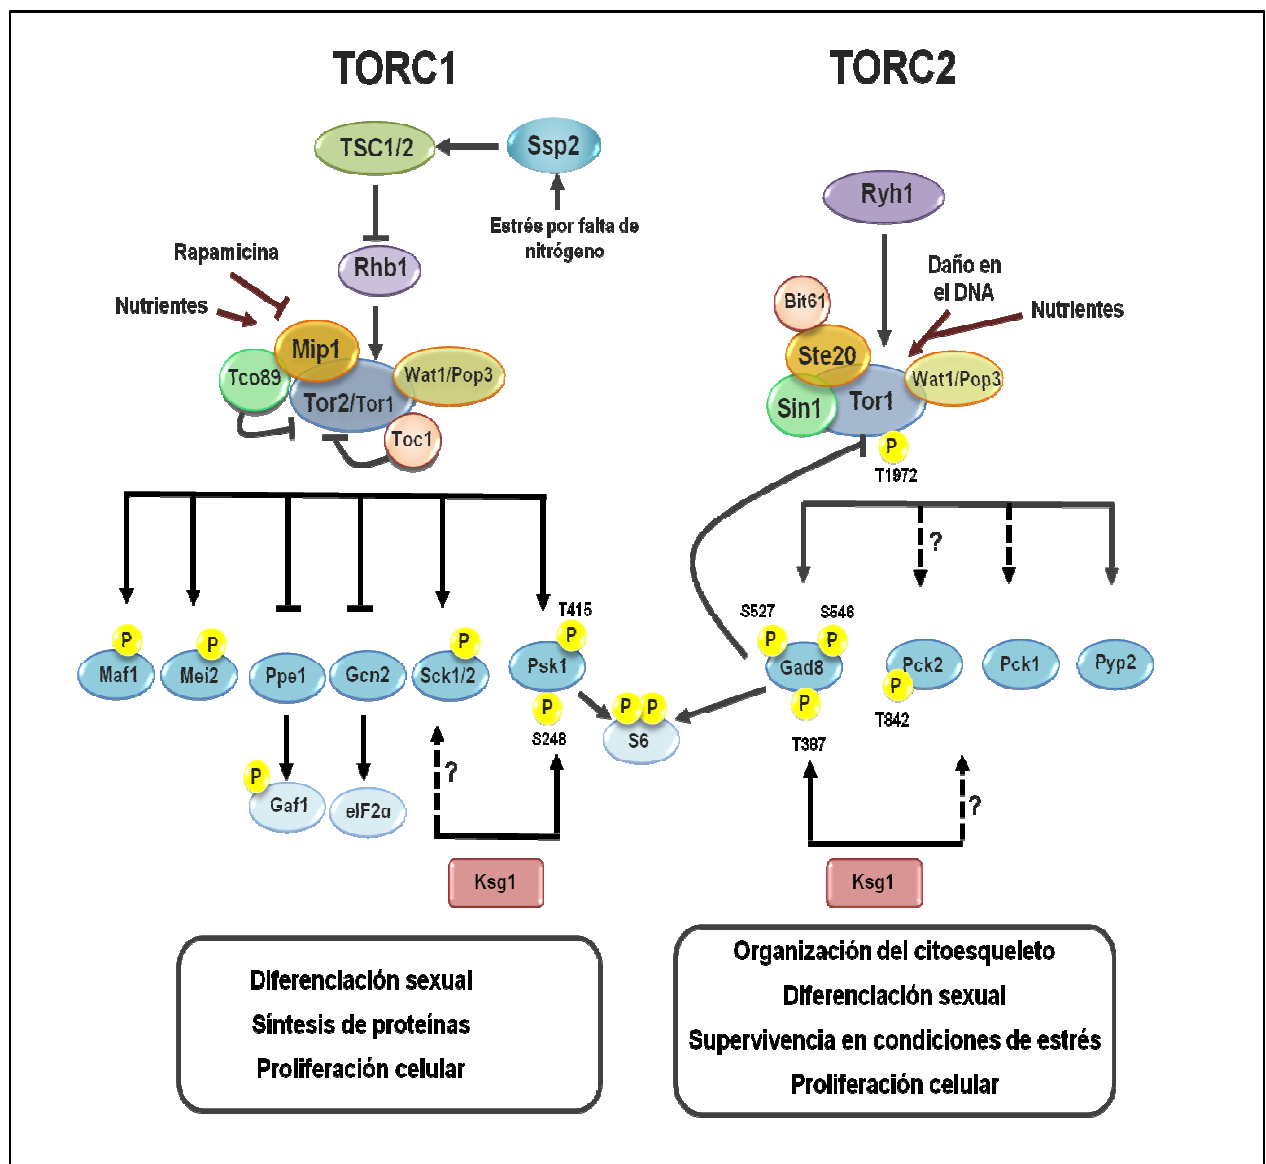 TORC1
TORC2
TSC1/2
Ssp2
Estrés por falta de
nitrógeno
Rapamicina
Nutrientes
Rhb1
Mip1
Tco89
Tor2/Tor1
Wat1/Pop3
Toc1
Ryh1
Daño en
el DNA
Nutrientes
Bit61
Ste20
Sin1
Tor1
Wat1/Pop3
P
T1972
?
T415
P
P
P
P
Maf1
Mei2
Ppe1
Gcn2
Sck1/2
Psk1
P
S248
P
Gaf1
eIF2α
?
P
P
S6
S527
S546
P
P
Gad8
P
T387
Pck2
P
T842
Pck1
Pyp2
?
Ksg1
Ksg1
Diferenciación sexual
Síntesis de proteínas
Proliferación celular
Organización del citoesqueleto
Diferenciación sexual
Supervivencia en condiciones de estrés
Proliferación celular